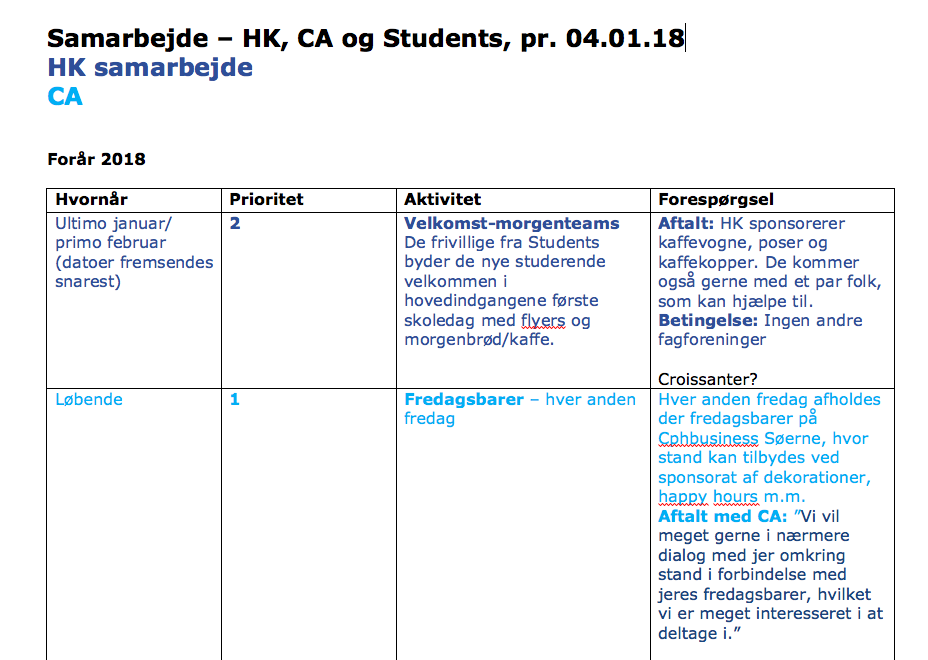 Samarbejde – HK, CA og Students, pr. 04.01.18
HK samarbejde
CA
Forår 2018
Hvornår
Prioritet
Aktivitet
Forespørgsel
Ultimo januar/
primo februar
(datoer fremsendes
snarest)
2
Velkomst-morgenteams
De frivillige fra Students
byder de nye studerende
velkommen i
hovedindgangene første
skoledag med flyers og
morgenbrød/kaffe.
Aftalt: HK sponsorerer
kaffevogne, poser og
kaffekopper. De kommer
også gerne med et par folk,
som kan hjælpe til.
Betingelse: Ingen andre
fagforeninger
Croissanter?
Løbende
1
Fredagsbarer – hver anden
fredag
Hver anden fredag afholdes
der fredagsbarer på
Cphbusiness Søerne, hvor
stand kan tilbydes ved
sponsorat af dekorationer,
happy hours m.m.
Aftalt med CA: ”Vi vil
meget gerne i nærmere
dialog med jer omkring
stand i forbindelse med
jeres fredagsbarer, hvilket
vi er meget interesseret i at
deltage i.”